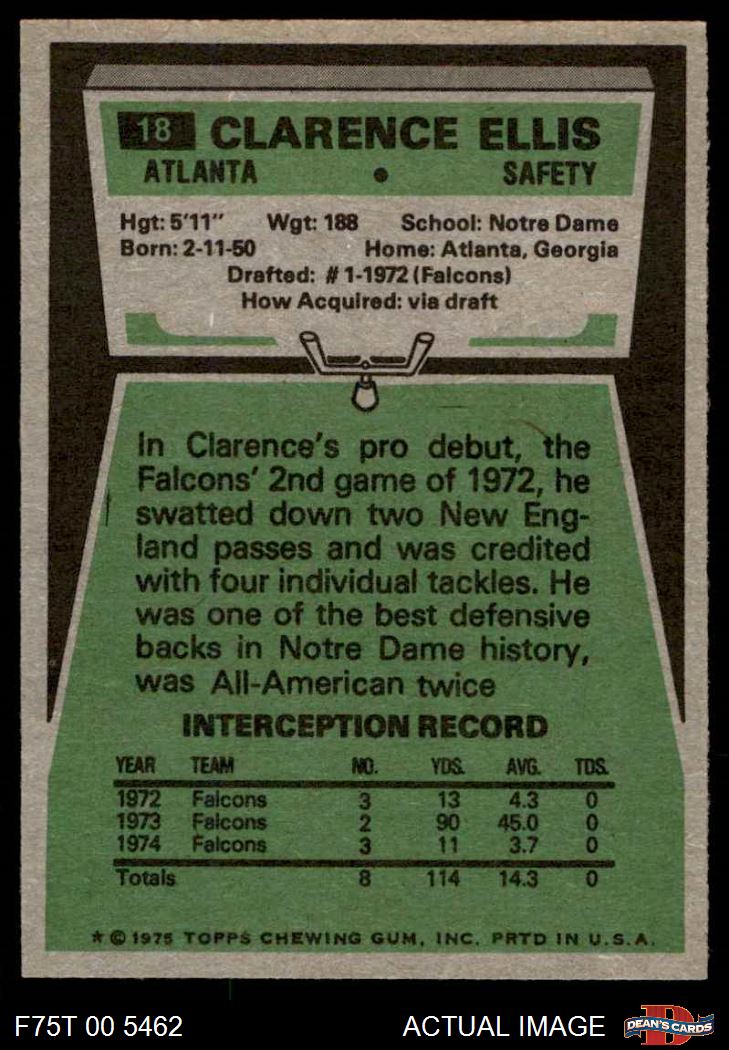 18 CLARENCE ELLIS
ATLANTA • SAFETY
Hgt: 5'11" Wgt: 188 School: Notre Dame
Born: 2-11-50 Home: Atlanta, Georgia
Drafted: #1-1972 (Falcons)
How Acquired: via draft
In Clarence's pro debut, the
Falcons' 2nd game of 1972, he
swatted down two New Eng-
land passes and was credited
with four individual tackles. He
was one of the best defensive
backs in Notre Dame history,
was All-American twice
INTERCEPTION RECORD
YEAR TEAM NO. YDS. AVG. TDS.
1972 Falcons 3 13 4.3 0
1973 Falcons 2 90 45.0 0
1974 Falcons 3 11 3.7 0
Totals 8 114 14.3 0
★ © 1975 TOPPS CHEWING GUM, INC. PRTD IN U.S.A.
F75T 00 5462 ACTUAL IMAGE D DEAN'S CARDS